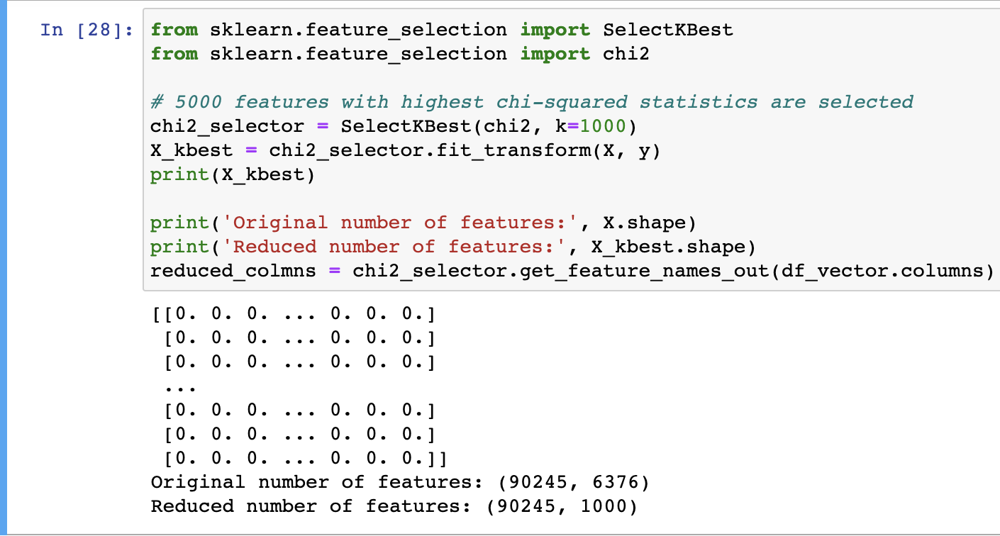 In [28]: from sklearn.feature_selection import SelectKBest
from sklearn.feature_selection import chi2
# 5000 features with highest chi-squared statistics are selected
chi2_selector = SelectKBest(chi2, k=1000)
X_kbest = chi2_selector.fit_transform(X, y)
print(X_kbest)
print('Original number of features:', X.shape)
print('Reduced number of features:', X_kbest.shape)
reduced_colmns = chi2_selector.get_feature_names_out(df_vector.columns)
[[0. 0. 0. ... 0. 0. 0.]
[0. 0. 0. ... 0. 0. 0.]
[0. 0. 0. ... 0. 0. 0.]
...
[0. 0. 0. ... 0. 0. 0.]
[0. 0. 0. ... 0. 0. 0.]
[0. 0. 0. ... 0. 0. 0.]]
Original number of features: (90245, 6376)
Reduced number of features: (90245, 1000)